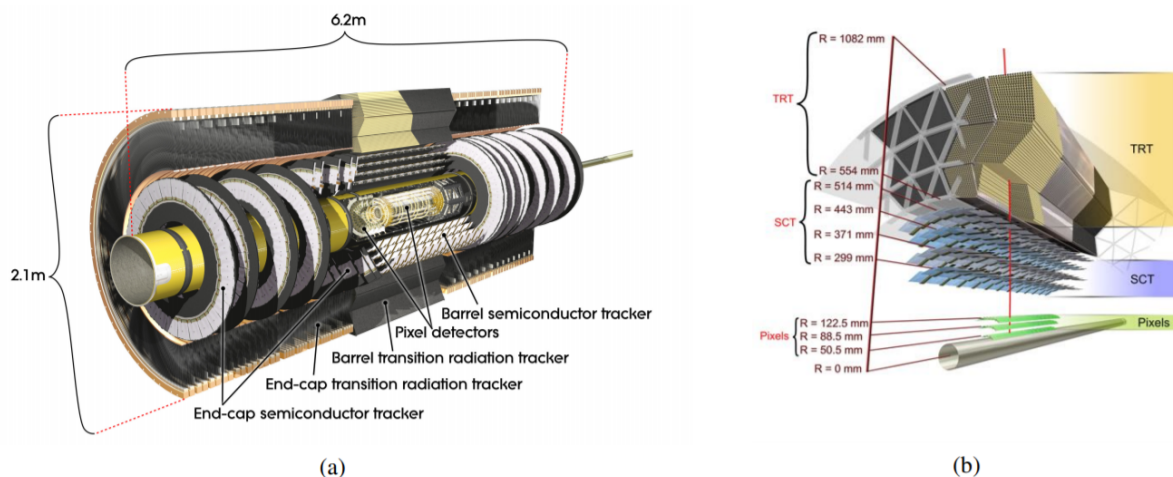 6.2m
2.1m
Barrel semiconductor tracker
Pixel detectors
Barrel transition radiation tracker
End-cap transition radiation tracker
End-cap semiconductor tracker
(a)
R = 1082 mm
TRT
R = 554 mm
R = 514 mm
R = 443 mm
SCT
R = 371 mm
R = 299 mm
R = 122.5 mm
Pixels
R = 88.5 mm
R = 50.5 mm
R = 0 mm
TRT
SCT
Pixels
(b)